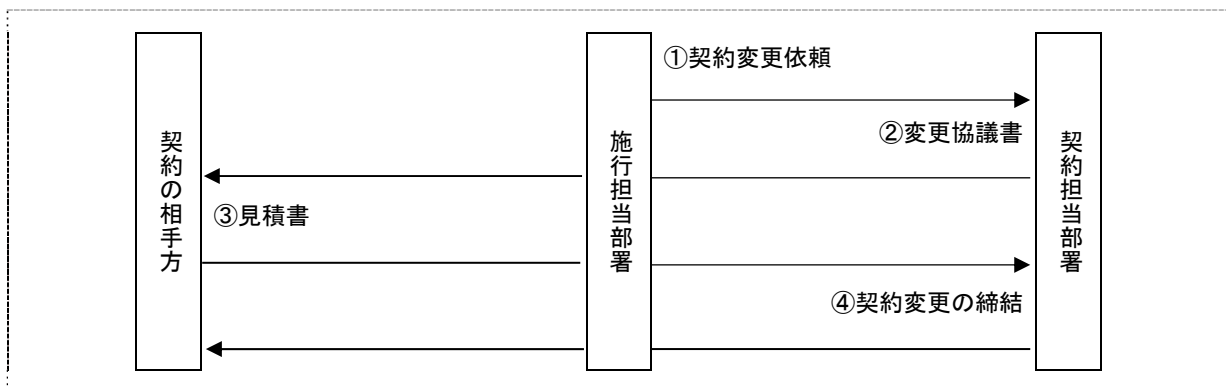 契約の相手方
施行担当部署
契約担当部署
①契約変更依頼
②変更協議書
③見積書
④契約変更の締結